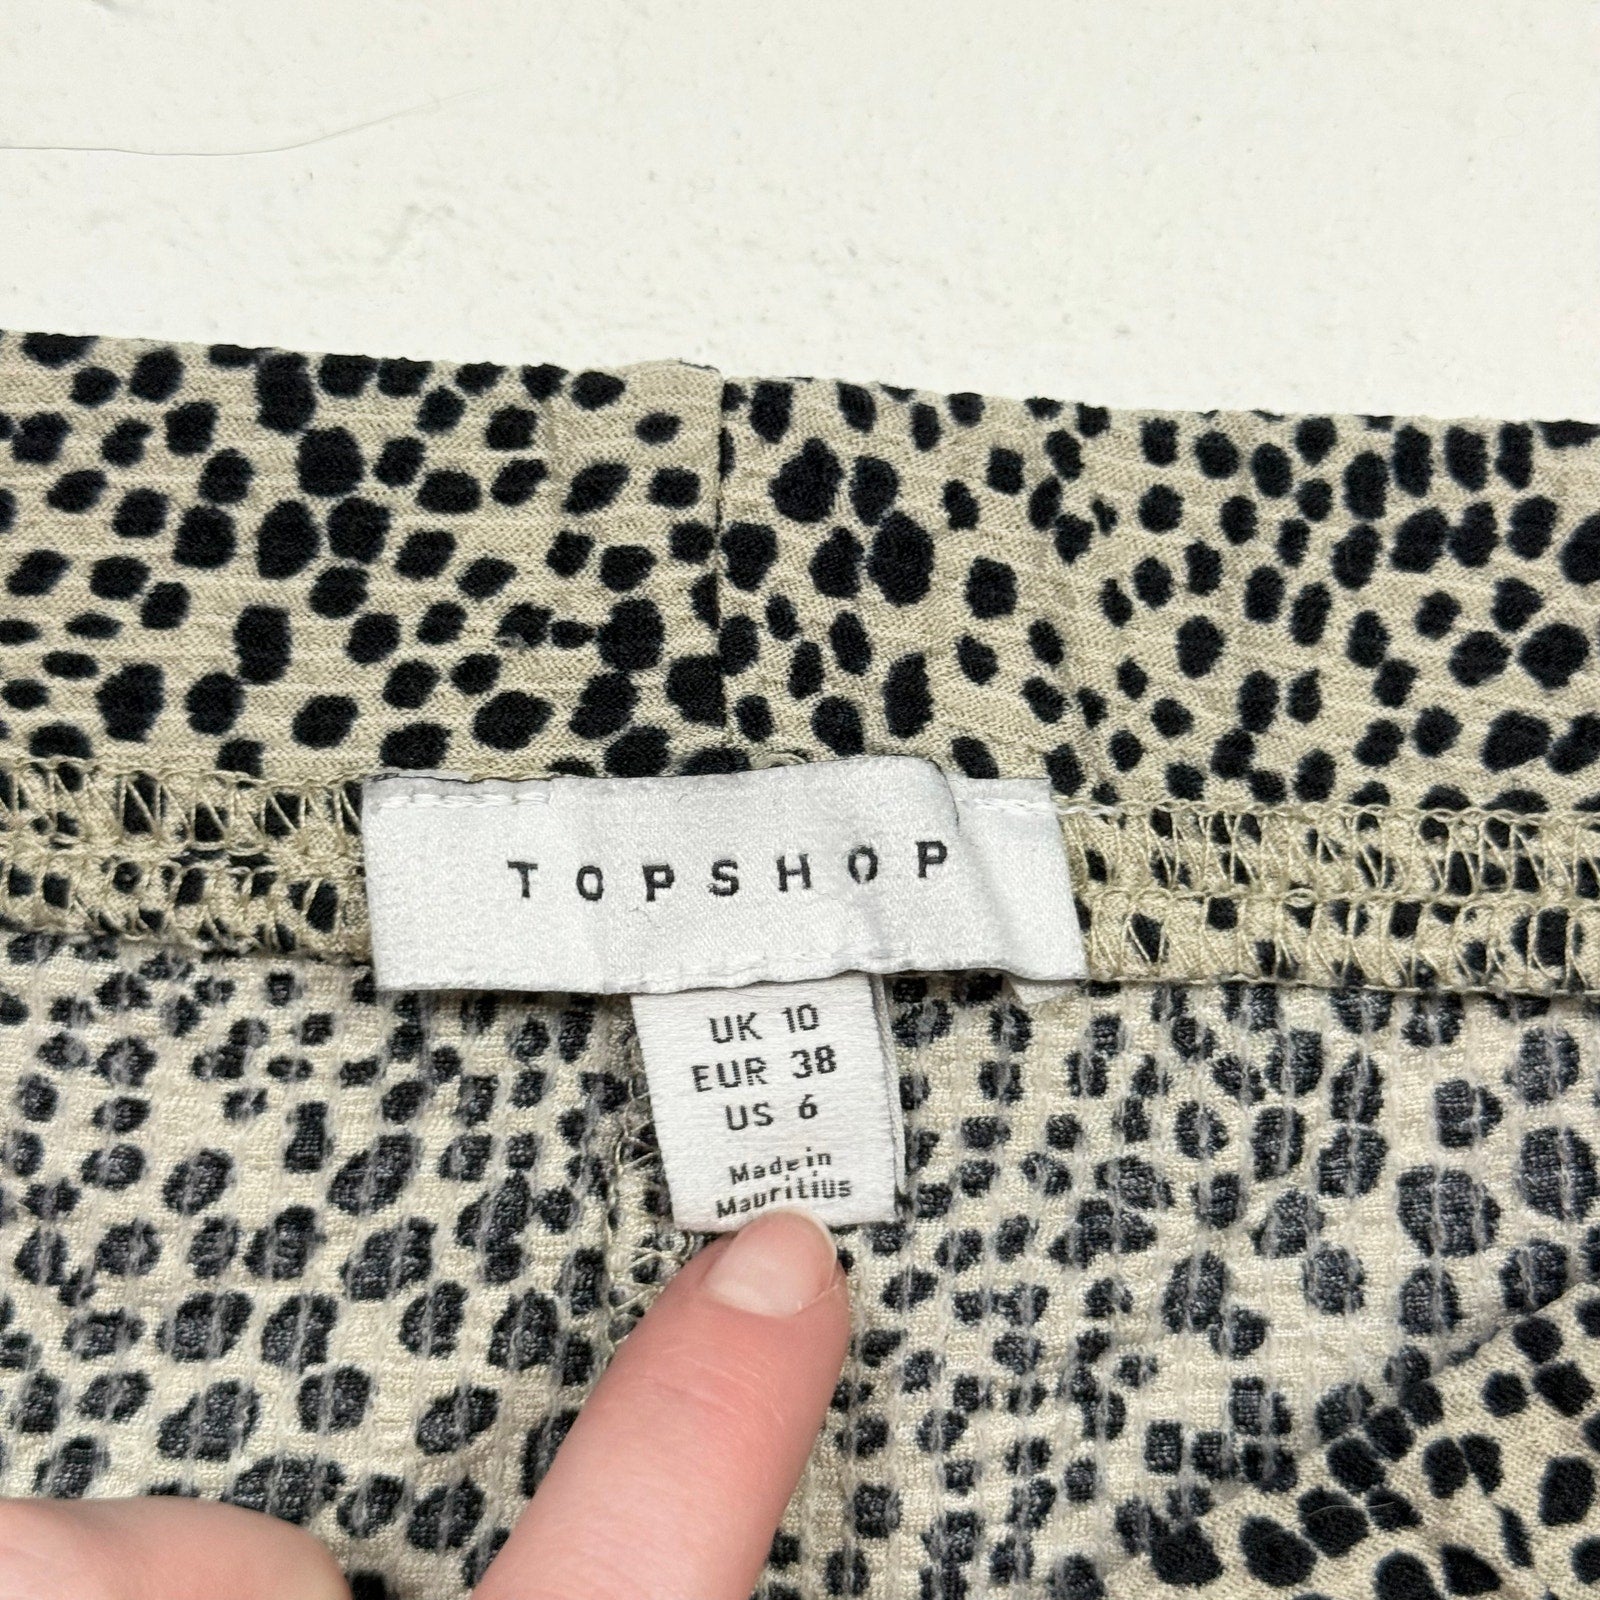 TOPSHOP
UK 10
EUR 38
US 6
Made in
Mauritius